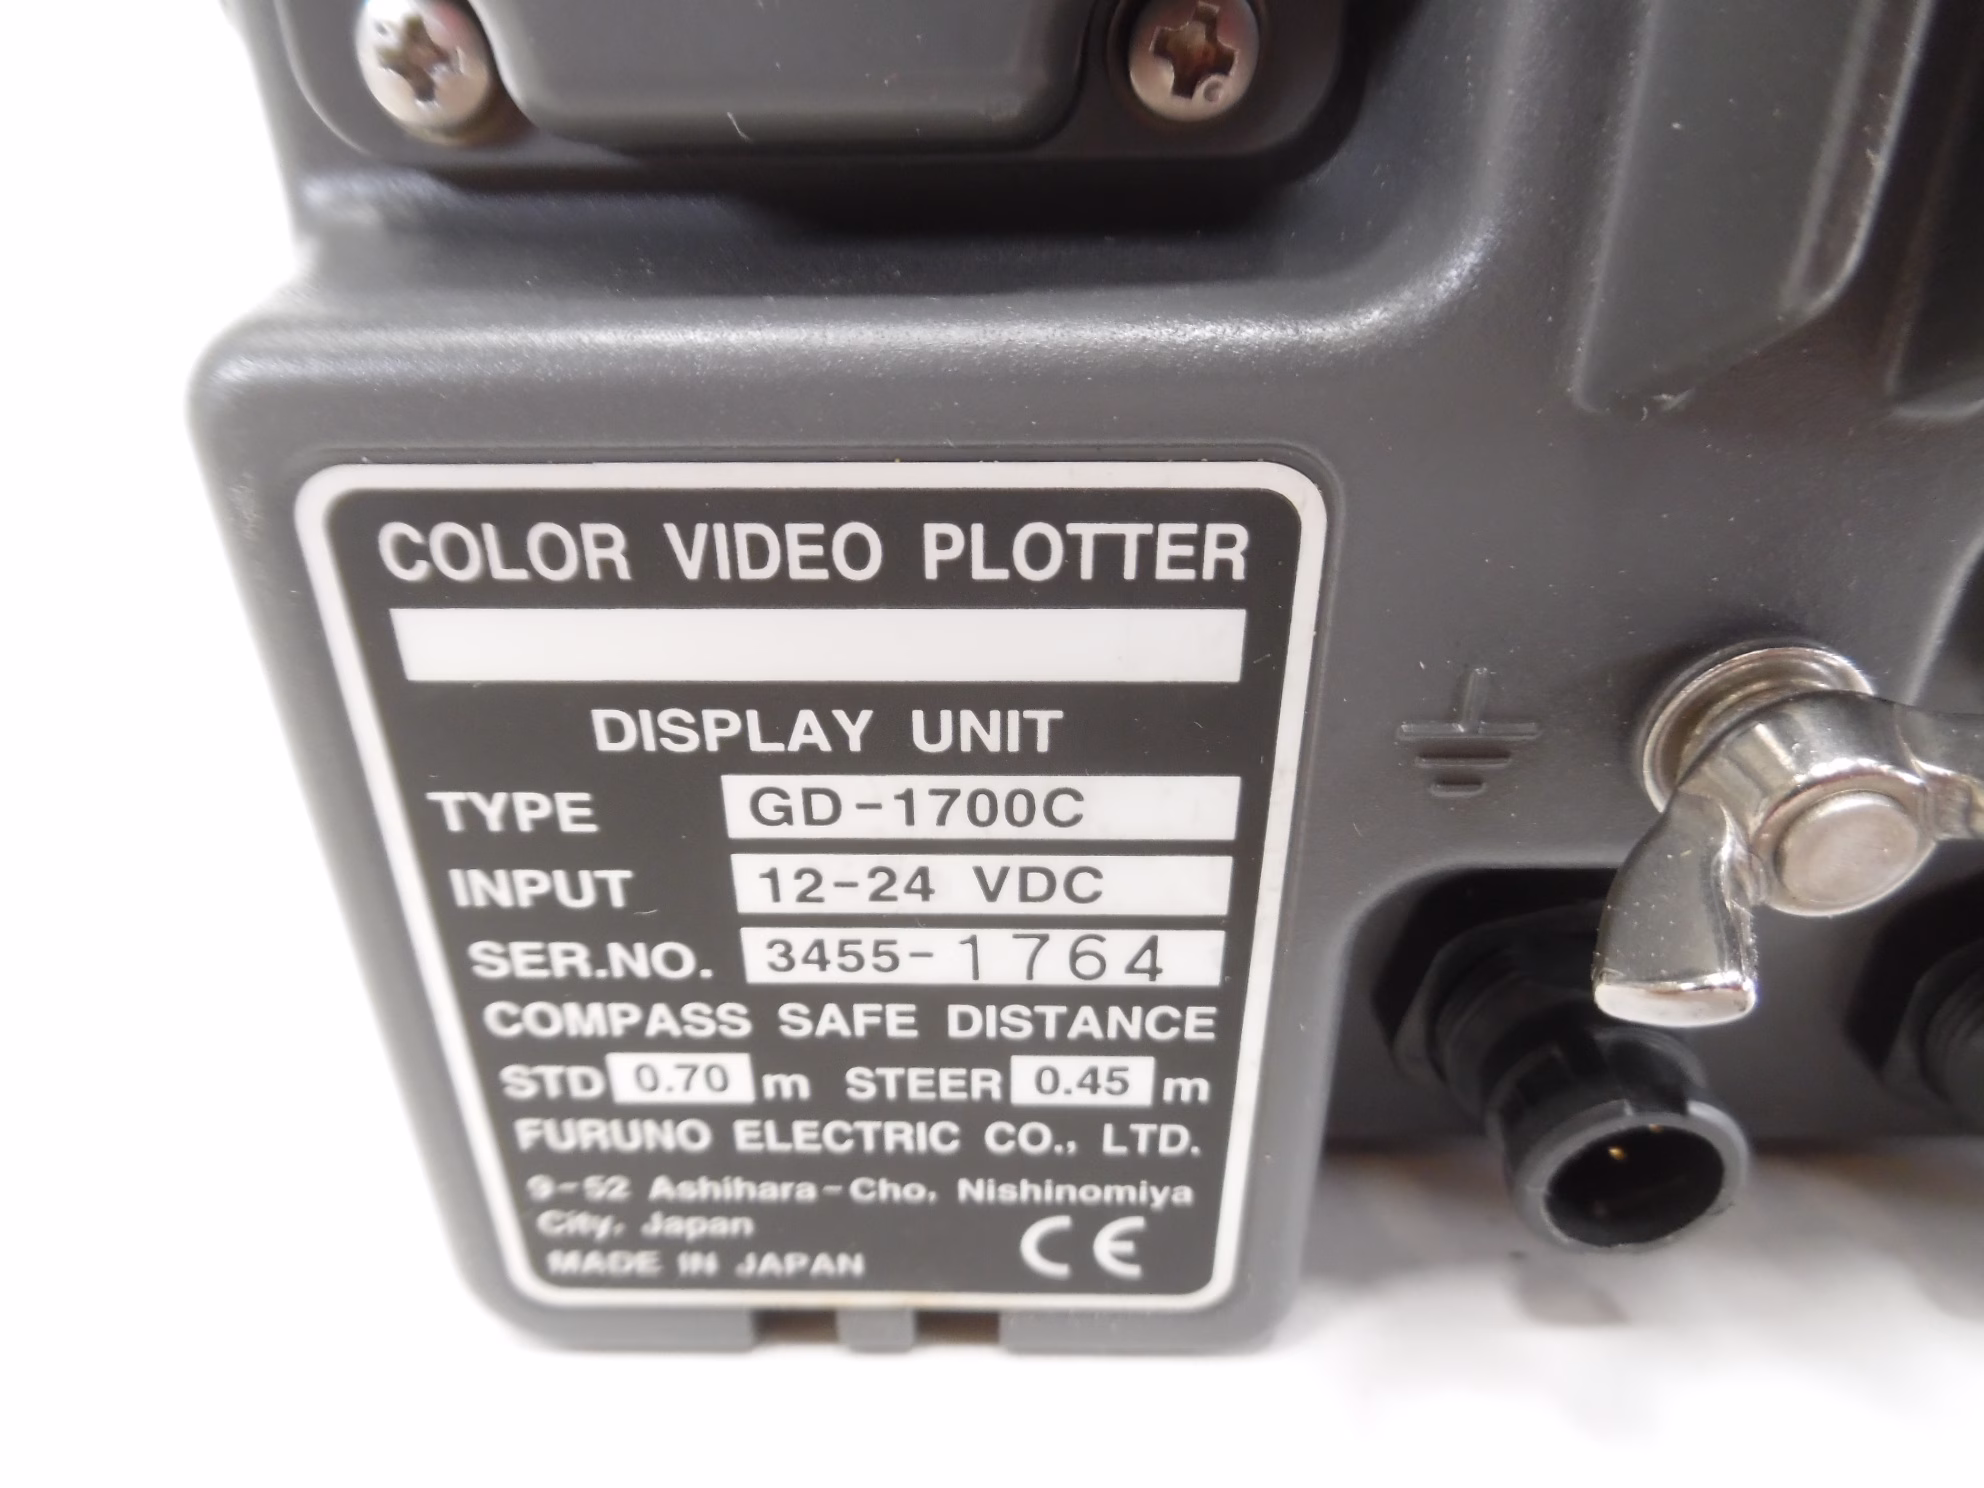 COLOR VIDEO PLOTTER
DISPLAY UNIT
TYPE GD-1700C
INPUT 12-24 VDC
SER.NO. 3455-1764
COMPASS SAFE DISTANCE
STD 0.70 m STEER 0.45 m
FURUNO ELECTRIC CO., LTD.
9-52 Ashihara-Cho, Nishinomiya
City, Japan
MADE IN JAPAN CE